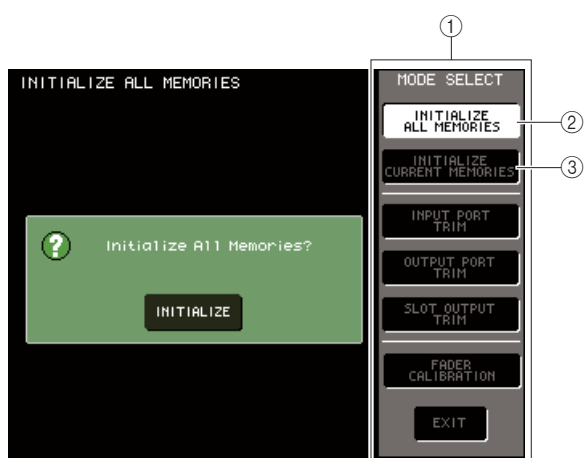 ①
INITIALIZE ALL MEMORIES
MODE SELECT
INITIALIZE
ALL MEMORIES
②
INITIALIZE
CURRENT MEMORIES
③
INPUT PORT
TRIM
? Initialize All Memories?
OUTPUT PORT
TRIM
INITIALIZE
SLOT OUTPUT
TRIM
FADER
CALIBRATION
EXIT